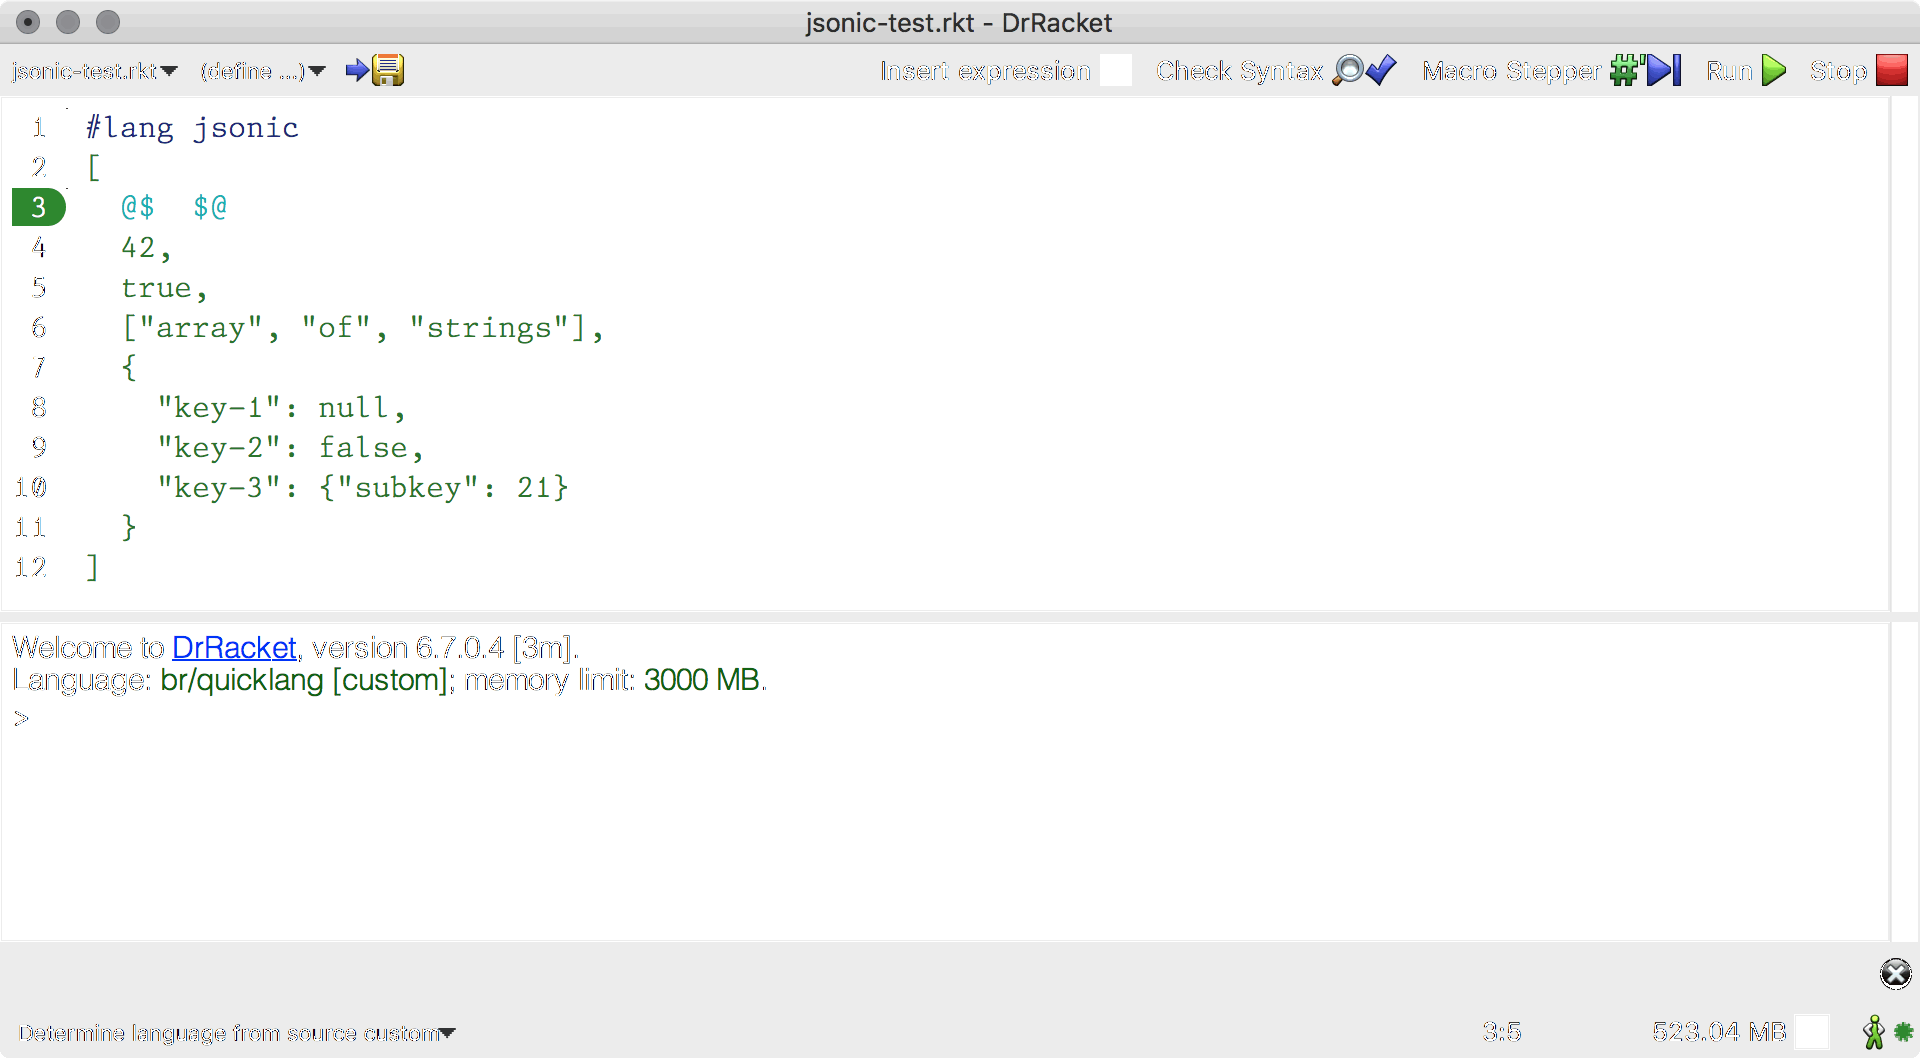 jsonic-test.rkt - DrRacket
jsonic-test.rkt (define ...) Insert expression Check Syntax Macro Stepper #' Run Stop
1 #lang jsonic
2 [
3   @$  $@
4   42,
5   true,
6   ["array", "of", "strings"],
7   {
8     "key-1": null,
9     "key-2": false,
10     "key-3": {"subkey": 21}
11   }
12 ]
Welcome to DrRacket, version 6.7.0.4 [3m].
Language: br/quicklang [custom]; memory limit: 3000 MB.
>
Determine language from source custom 3:5 523.04 MB